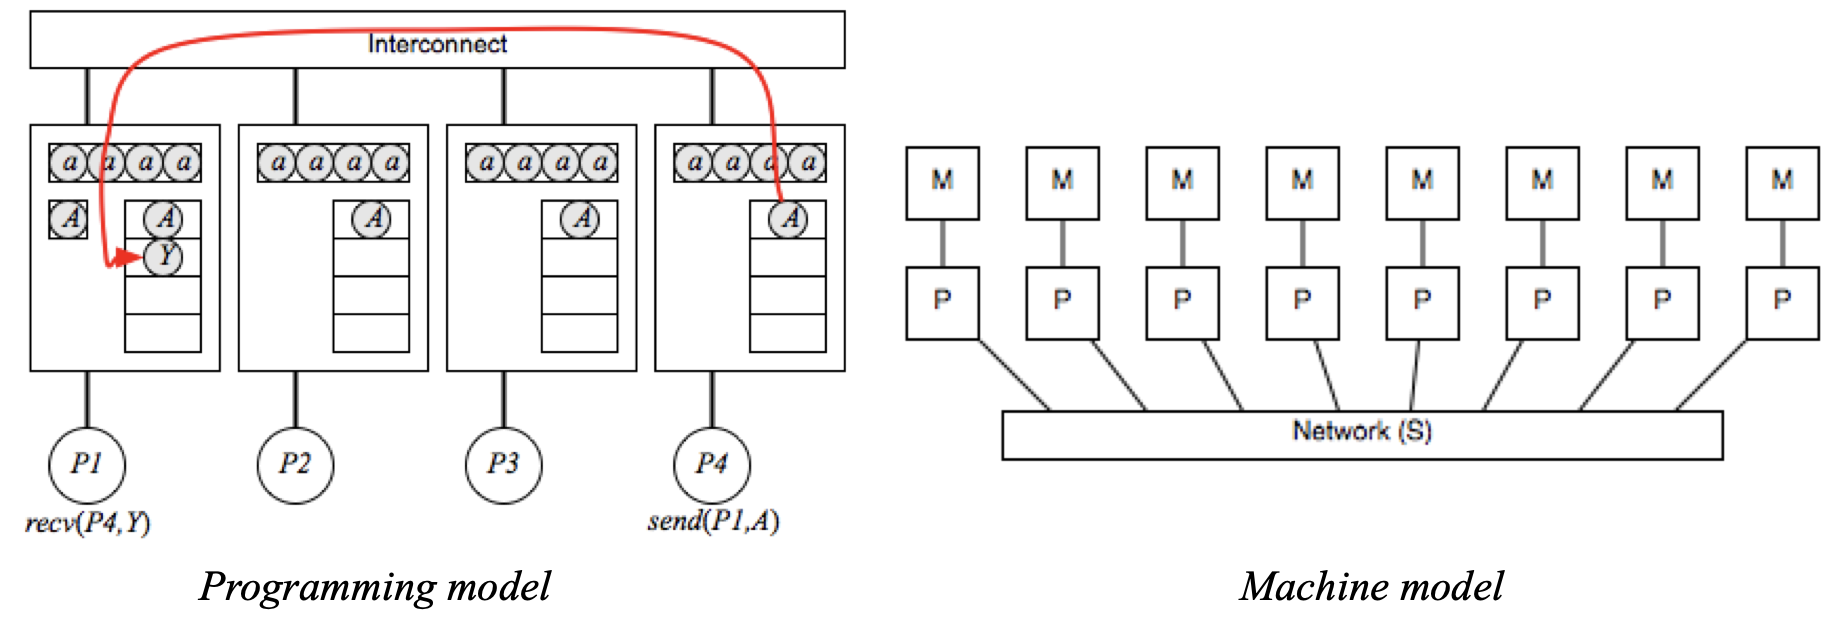 Interconnect
a a a a a a a a a a a a a a a a
A A A A A
Y
P1 P2 P3 P4
recv(P4,Y) send(P1,A)
Programming model
M M M M M M M M
P P P P P P P P
Network (S)
Machine model